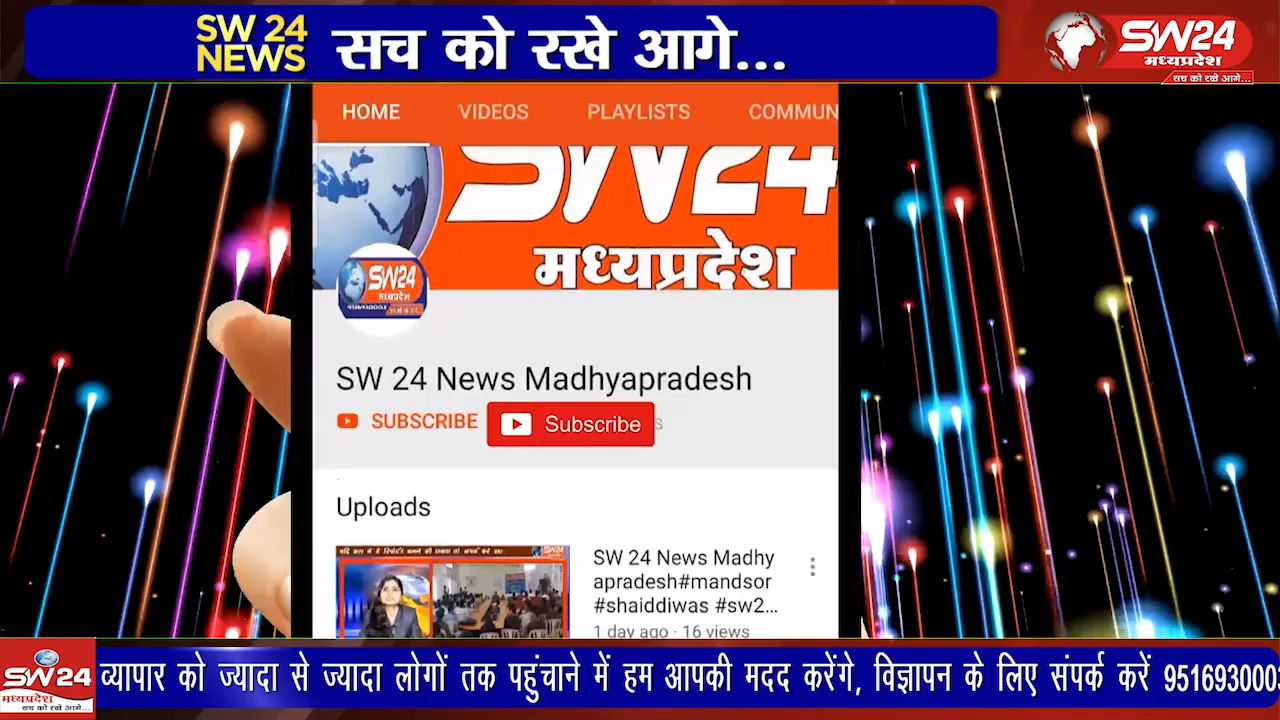 SW 24
NEWS
सच को रखे आगे...
SW24
मध्यप्रदेश
सच को रखे आगे...
HOME VIDEOS PLAYLISTS COMMUN
SW24
मध्यप्रदेश
SW24
मध्यप्रदेश
SW 24 News Madhyapradesh
SUBSCRIBE
Subscribe
Uploads
SW 24 News Madhy
apradesh#mandsor
#shaiddiwas #sw2...
1 day ago · 16 views
SW24
मध्यप्रदेश
सच को रखे आगे...
व्यापार को ज्यादा से ज्यादा लोगों तक पहुंचाने में हम आपकी मदद करेंगे, विज्ञापन के लिए संपर्क करें 9516930003